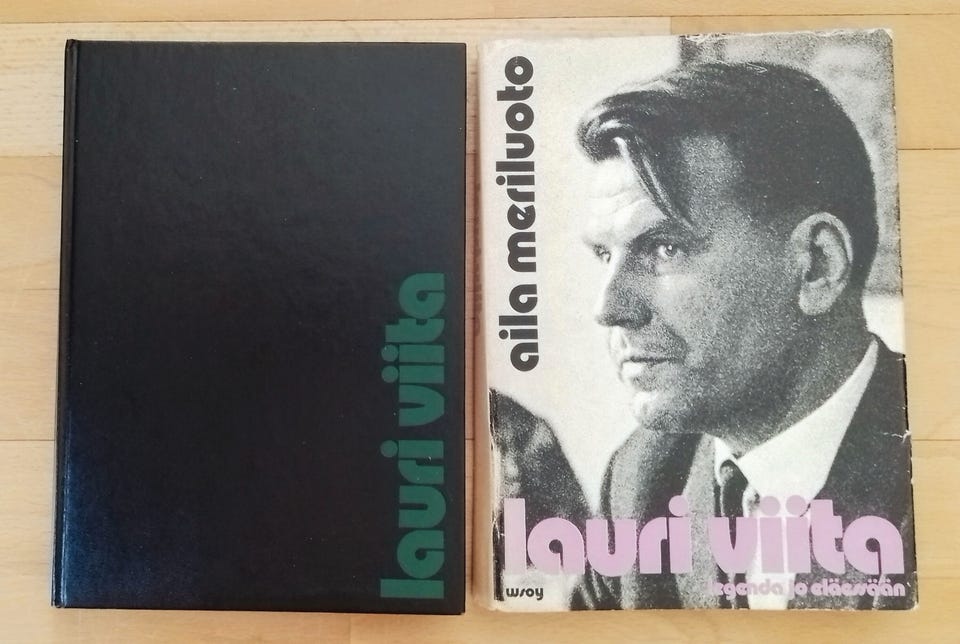 lauri viita
aila meriluoto
lauri viita
legenda jo eläessään
wsoy